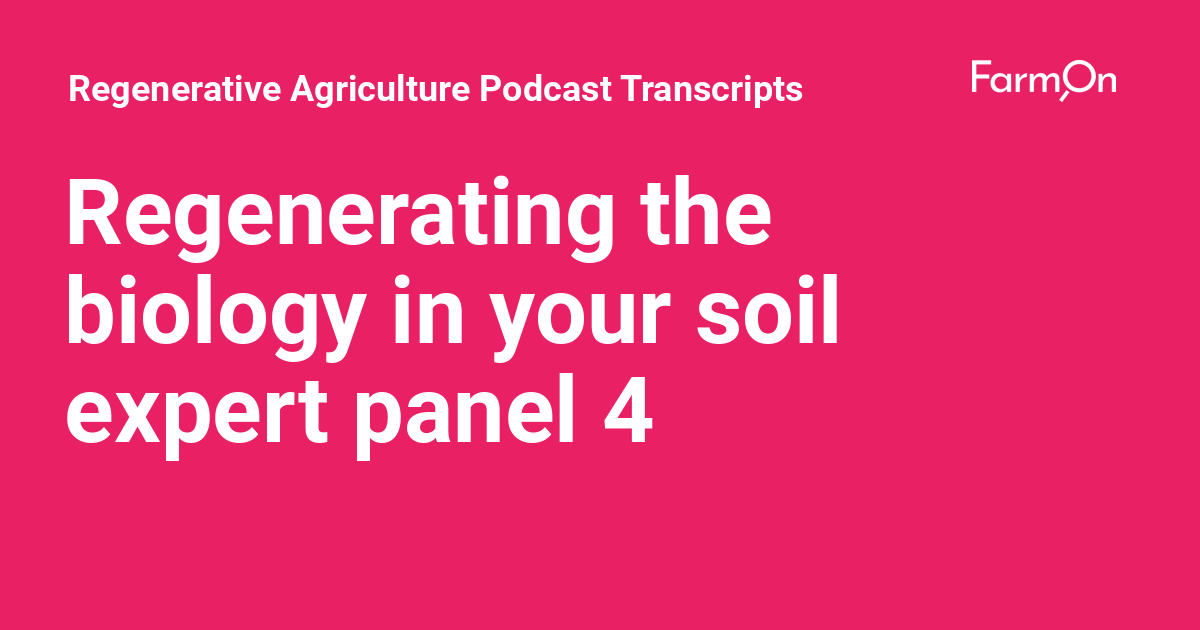 Regenerative Agriculture Podcast Transcripts
FarmOn
Regenerating the
biology in your soil
expert panel 4